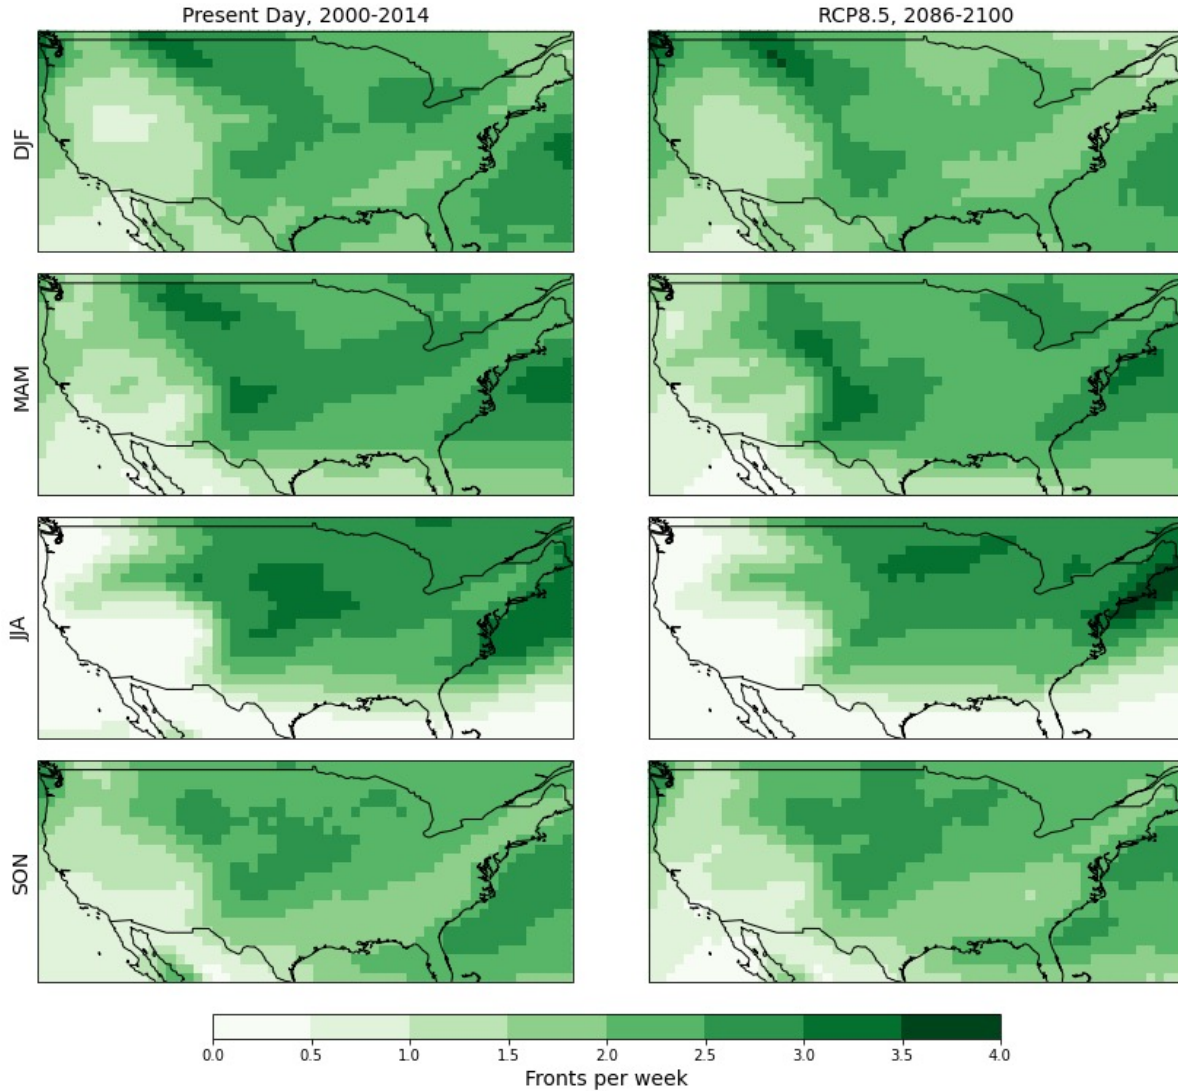 Present Day, 2000-2014
RCP8.5, 2086-2100
DJF
MAM
JJA
SON
0.0 0.5 1.0 1.5 2.0 2.5 3.0 3.5 4.0
Fronts per week